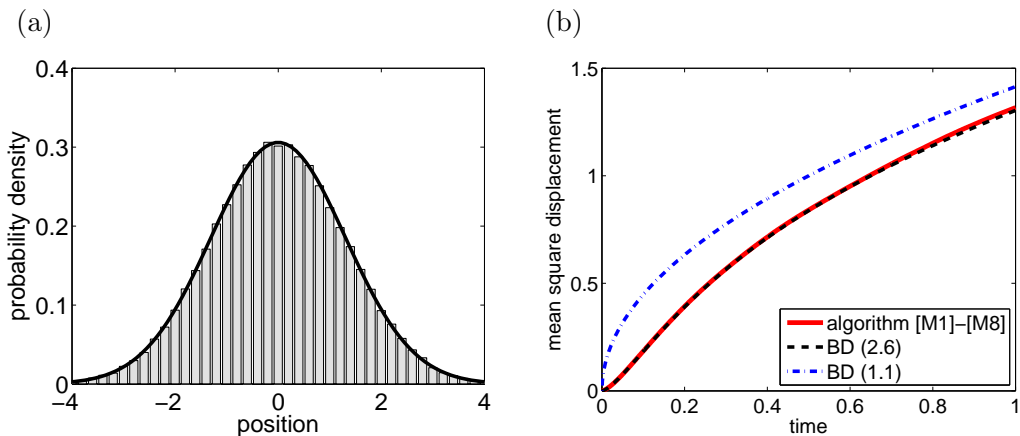 (a)
probability density
0.4
0.3
0.2
0.1
0
−4
−2
0
2
4
position
(b)
mean square displacement
1.5
1
0.5
0
0
0.2
0.4
0.6
0.8
1
time
algorithm [M1]−[M8]
BD (2.6)
BD (1.1)